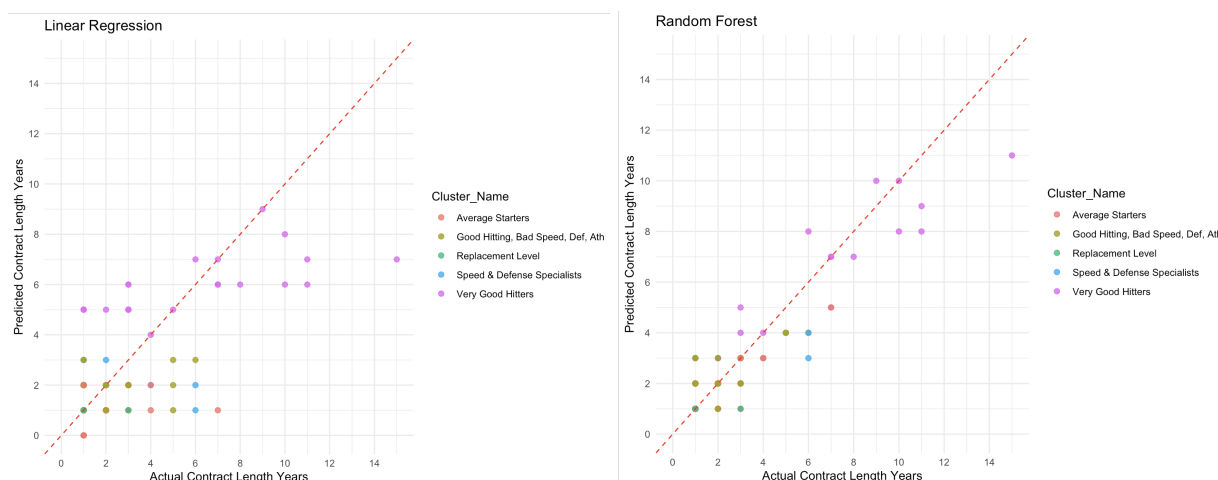 Linear Regression
14
12
10
8
6
4
2
0
0 2 4 6 8 10 12 14
Predicted Contract Length Years
Actual Contract Length Years
Cluster_Name
Average Starters
Good Hitting, Bad Speed, Def, Ath
Replacement Level
Speed & Defense Specialists
Very Good Hitters
Random Forest
14
12
10
8
6
4
2
0
0 2 4 6 8 10 12 14
Predicted Contract Length Years
Actual Contract Length Years
Cluster_Name
Average Starters
Good Hitting, Bad Speed, Def, Atl
Replacement Level
Speed & Defense Specialists
Very Good Hitters